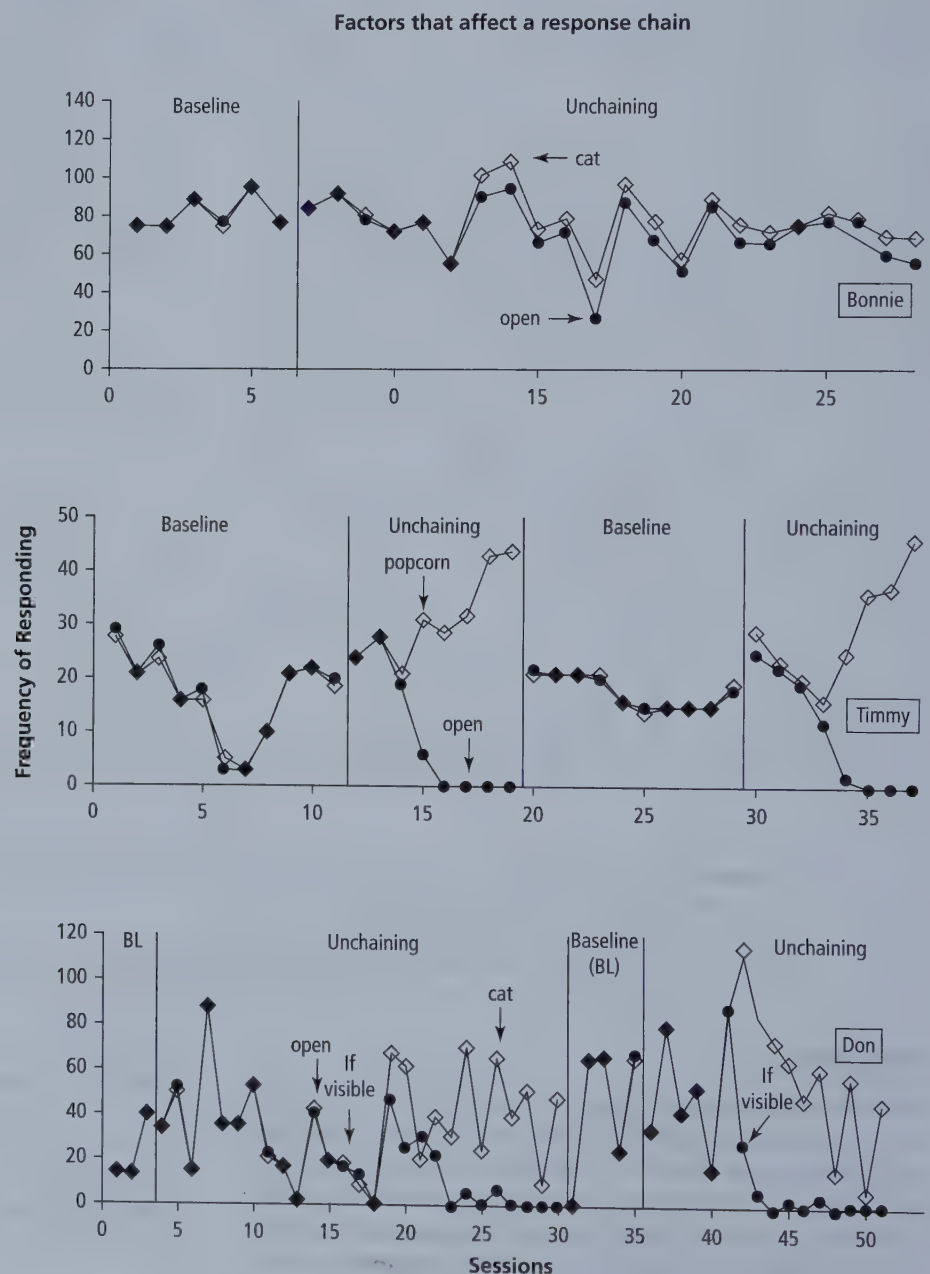 Factors that affect a response chain
140
120
100
80
60
40
20
0
Baseline
Unchaining
cat
open
Bonnie
0 5 0 15 20 25
Frequency of Responding
50
40
30
20
10
0
Baseline
Unchaining
popcorn
open
Baseline
Unchaining
Timmy
0 5 10 15 20 25 30 35
120
100
80
60
40
20
0
BL
Unchaining
open
If
visible
cat
Baseline
(BL)
Unchaining
If
visible
Don
0 5 10 15 20 25 30 35 40 45 50
Sessions